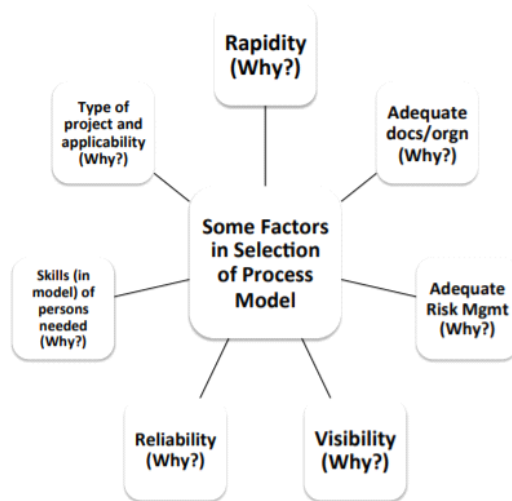 Rapidity
(Why?)
Type of
project and
applicability
(Why?)
Adequate
docs/orgn
(Why?)
Some Factors
in Selection
of Process
Model
Skills (in
model) of
persons
needed
(Why?)
Adequate
Risk Mgmt
(Why?)
Reliability
(Why?)
Visibility
(Why?)